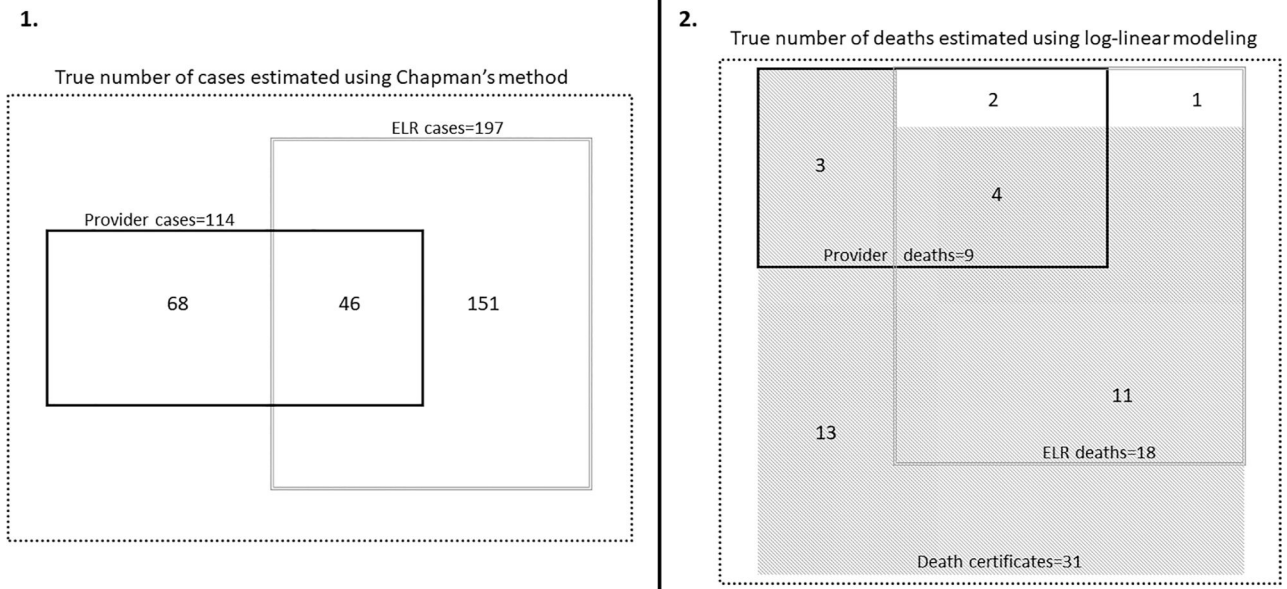 1.
True number of cases estimated using Chapman's method
ELR cases=197
Provider cases=114
68
46
151
2.
True number of deaths estimated using log-linear modeling
2
1
3
4
Provider deaths=9
11
13
ELR deaths=18
Death certificates=31